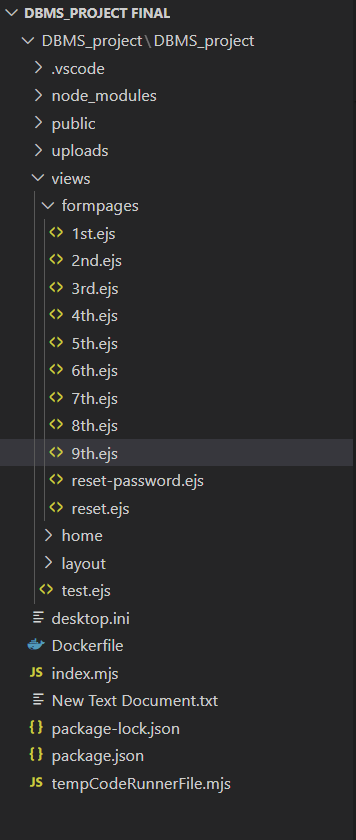 DBMS_PROJECT FINAL
DBMS_project\DBMS_project
.vscode
node_modules
public
uploads
views
formpages
1st.ejs
2nd.ejs
3rd.ejs
4th.ejs
5th.ejs
6th.ejs
7th.ejs
8th.ejs
9th.ejs
reset-password.ejs
reset.ejs
home
layout
test.ejs
desktop.ini
Dockerfile
JS index.mjs
New Text Document.txt
{} package-lock.json
{} package.json
JS tempCodeRunnerFile.mjs